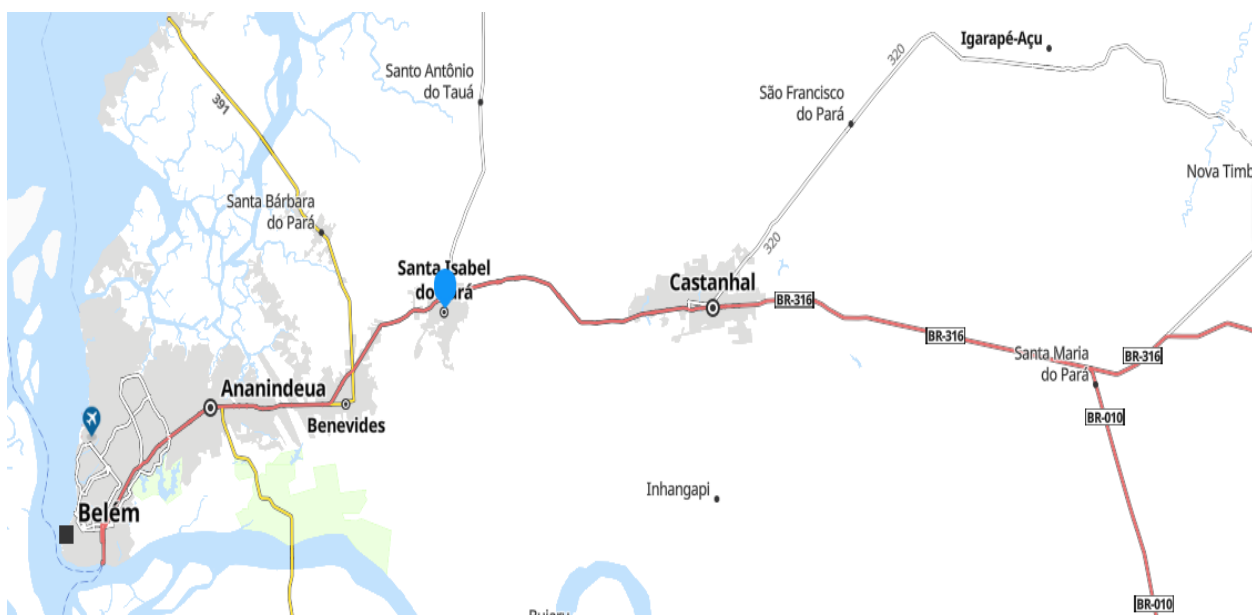 Igarapé-Açu
320
Santo Antônio
do Tauá
391
São Francisco
do Pará
Nova Timb
Santa Bárbara
do Pará
320
Santa Isabel
do Pará
Castanhal
BR-316
BR-316
Santa Maria
do Pará
BR-316
Ananindeua
BR-010
Benevides
Inhangapi
Belém
BR-010